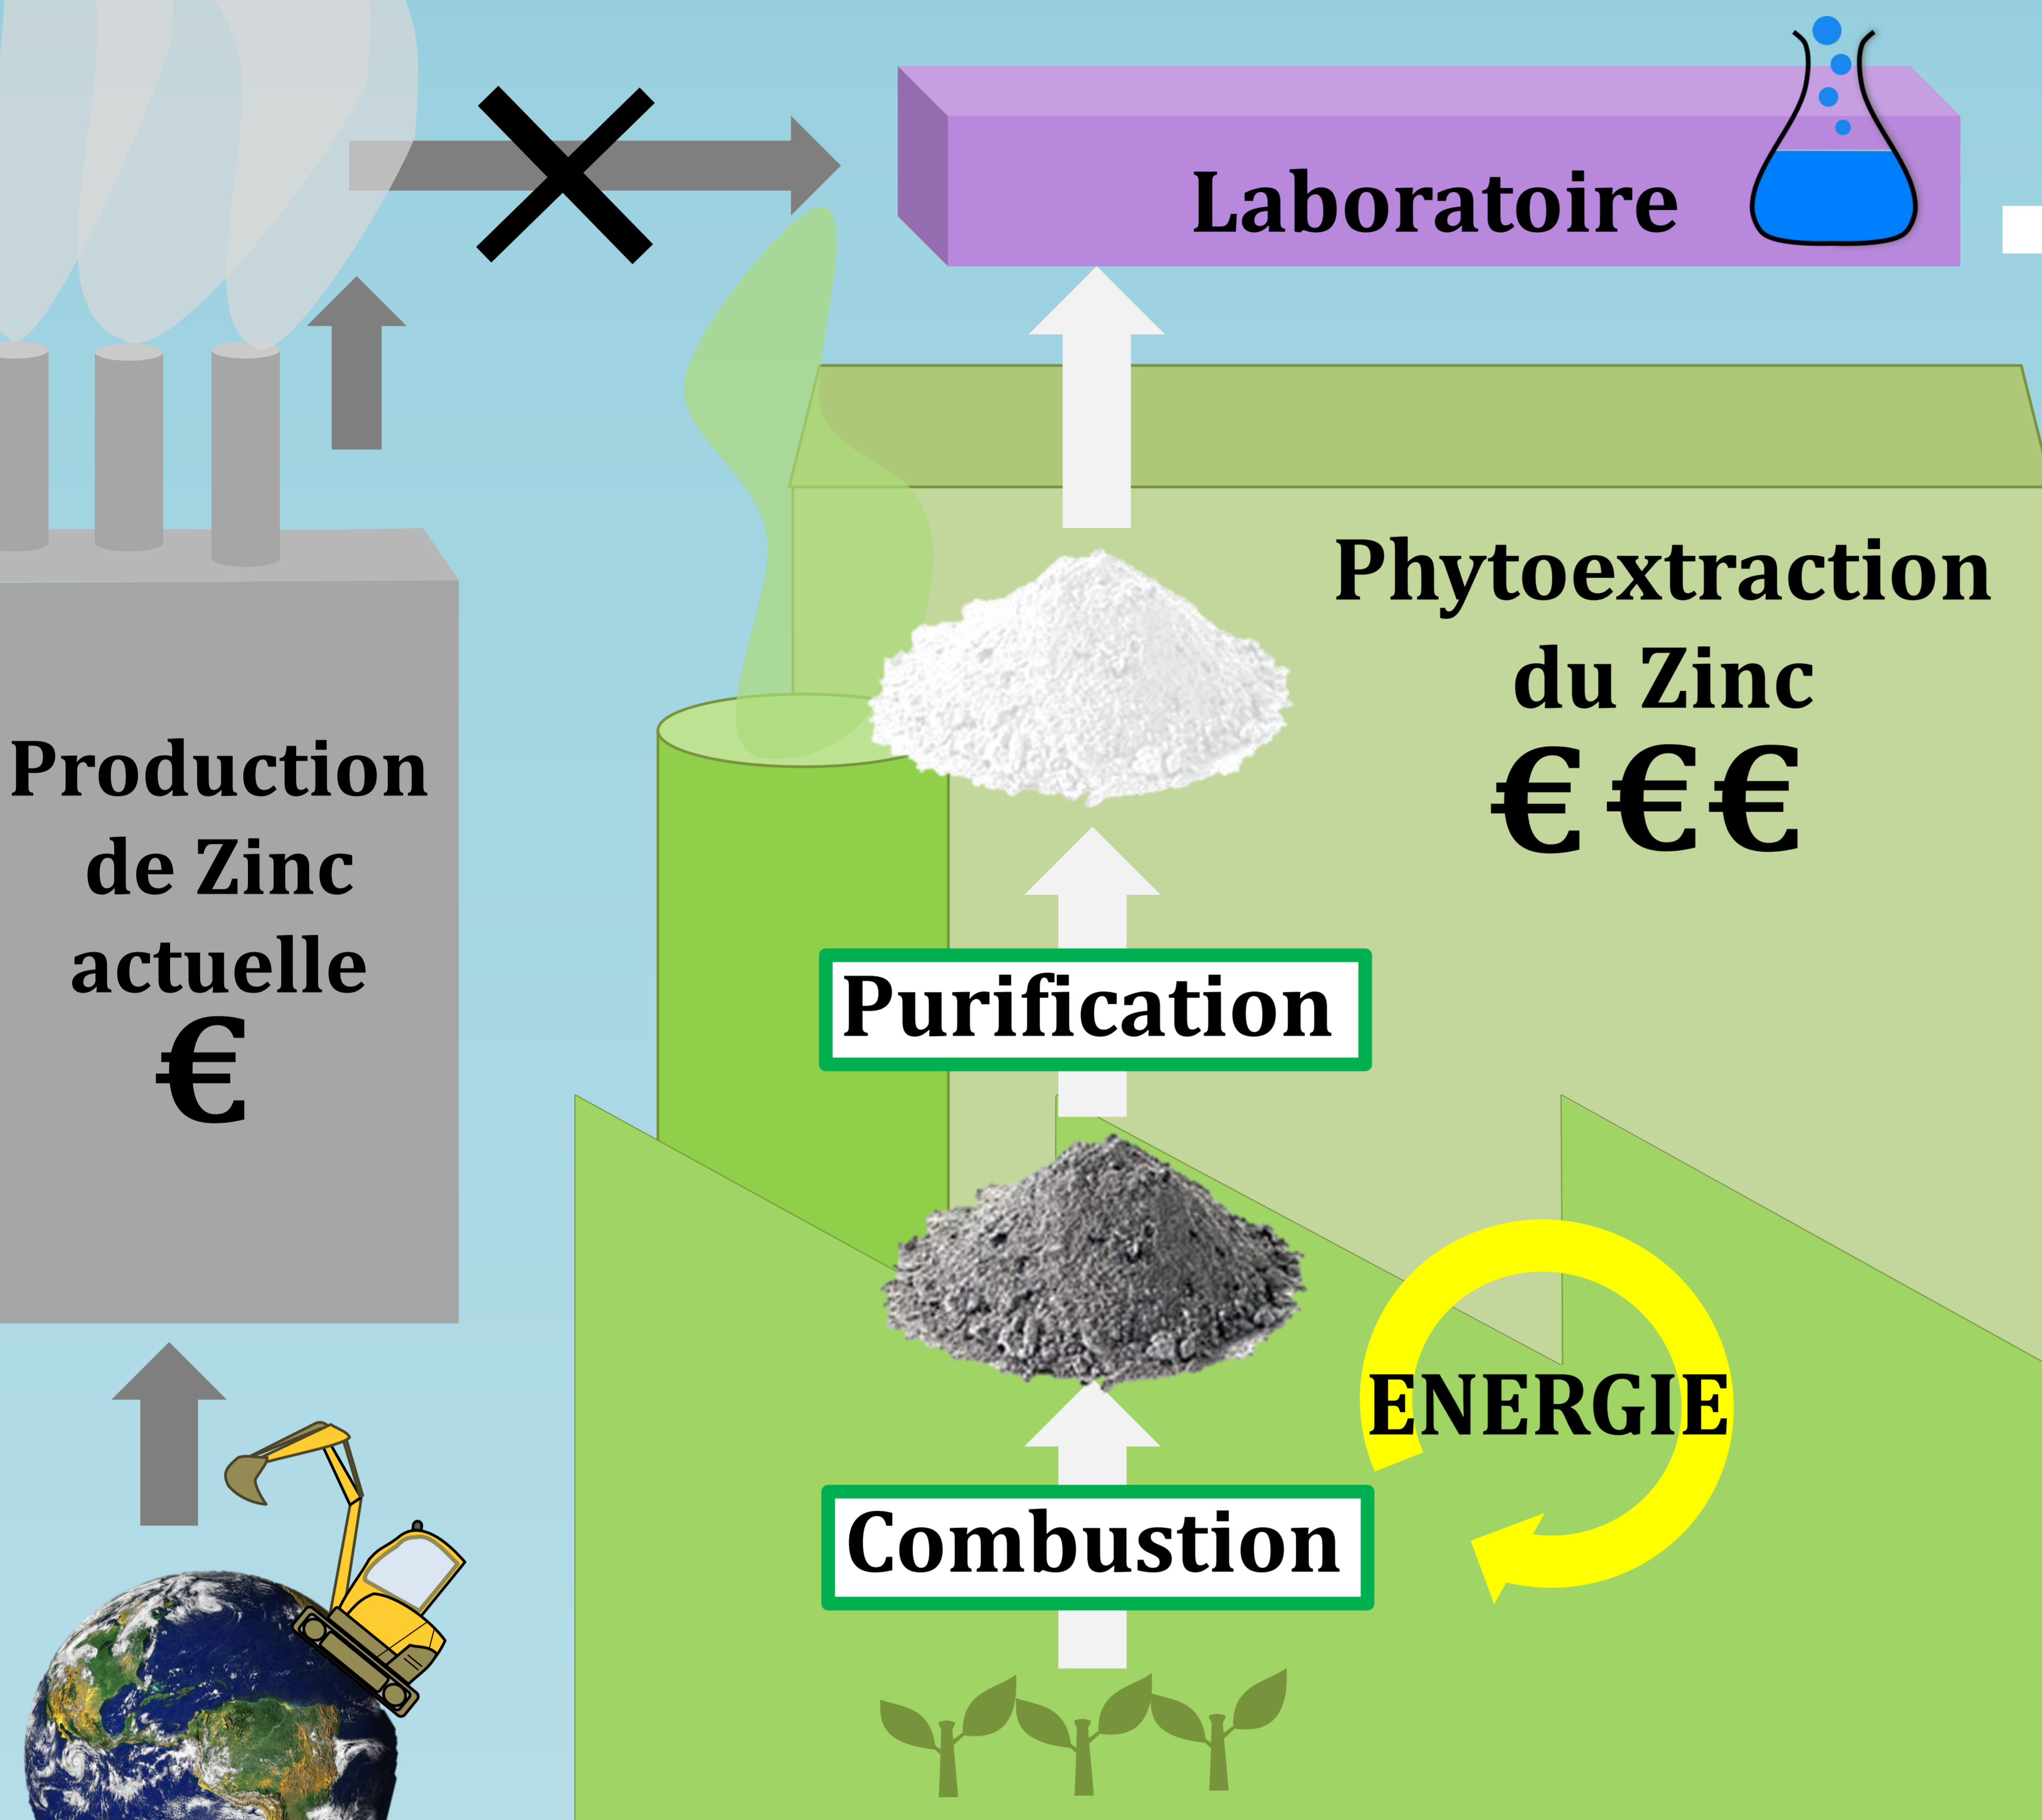 Laboratoire
Production
de Zinc
actuelle
€
Phytoextraction
du Zinc
€ € €
Purification
ENERGIE
Combustion